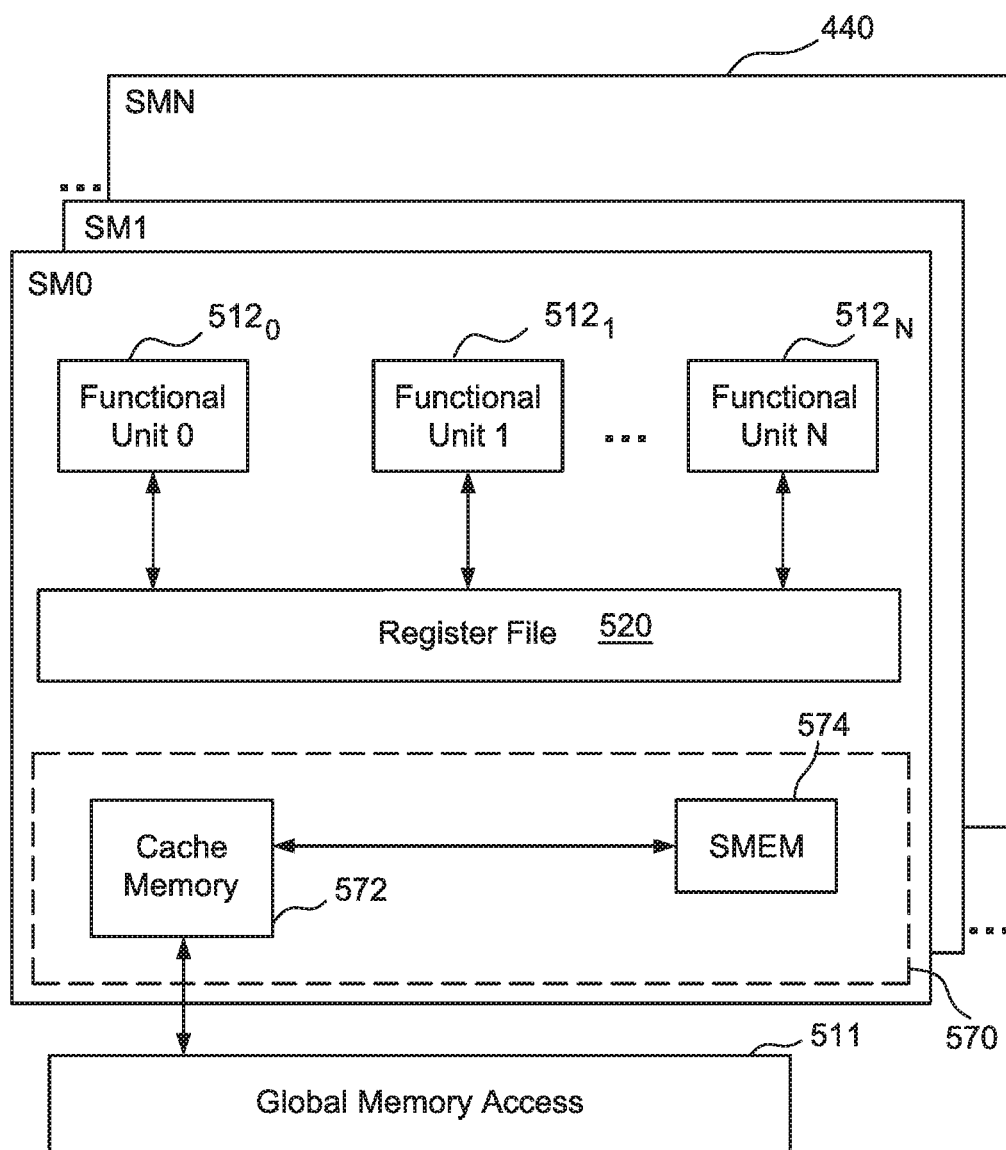 440
SMN
...
SM1
SM0
512₀
512₁
512 N
Functional
Unit 0
Functional
Unit 1
...
Functional
Unit N
Register File 520
574
Cache
Memory
SMEM
572
...
570
511
Global Memory Access